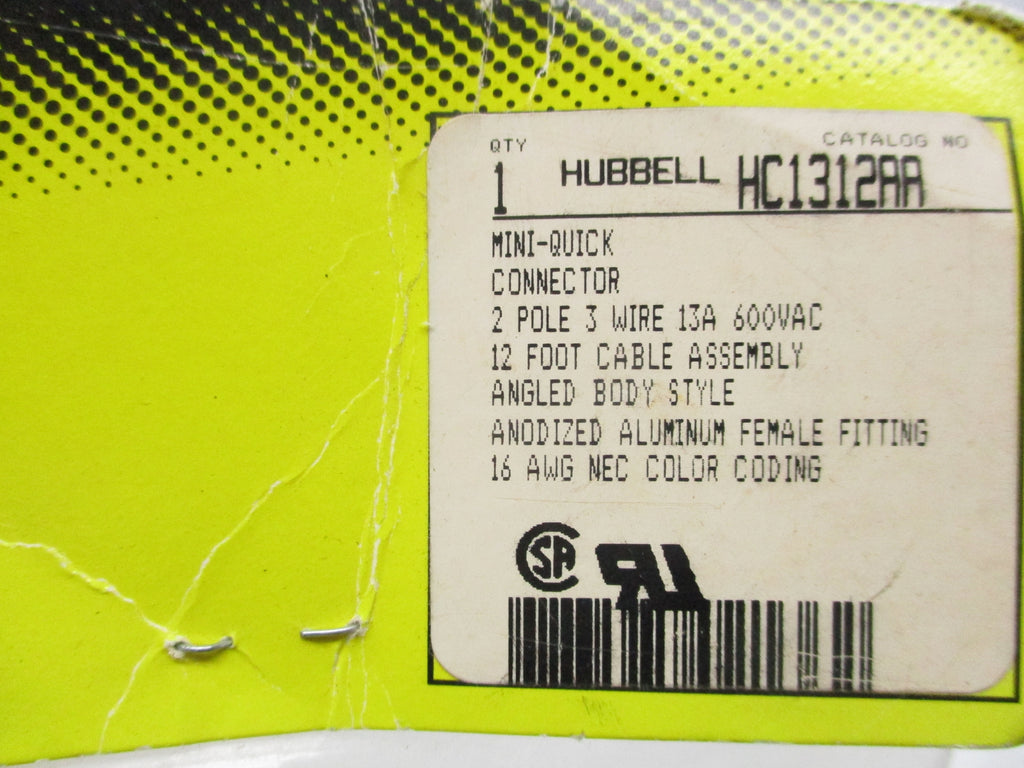 QTY CATALOG NO
1 HUBBELL HC1312AA
MINI-QUICK
CONNECTOR
2 POLE 3 WIRE 13A 600VAC
12 FOOT CABLE ASSEMBLY
ANGLED BODY STYLE
ANODIZED ALUMINUM FEMALE FITTING
16 AWG NEC COLOR CODING